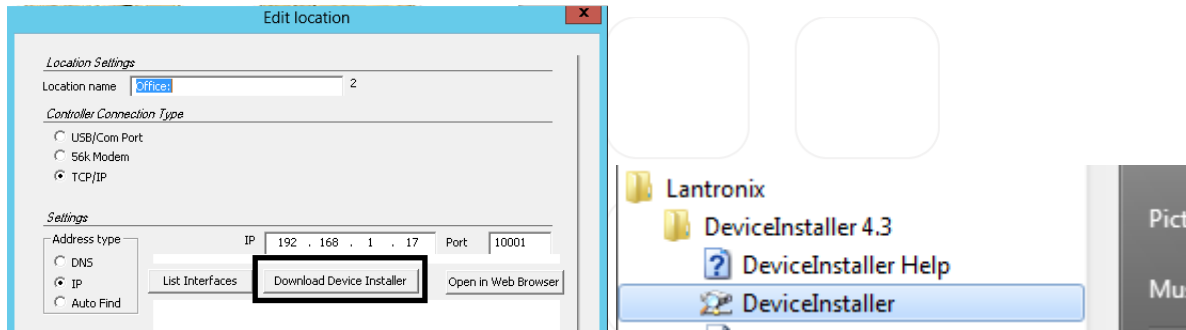 Edit location
x
Location Settings
Location name Office: 2
Controller Connection Type
USB/Com Port
56k Modem
TCP/IP
Settings
Address type
IP 192 . 168 . 1 . 17 Port 10001
DNS
IP
Auto Find
List Interfaces Download Device Installer Open in Web Browser
Lantronix
DeviceInstaller 4.3
DeviceInstaller Help
DeviceInstaller